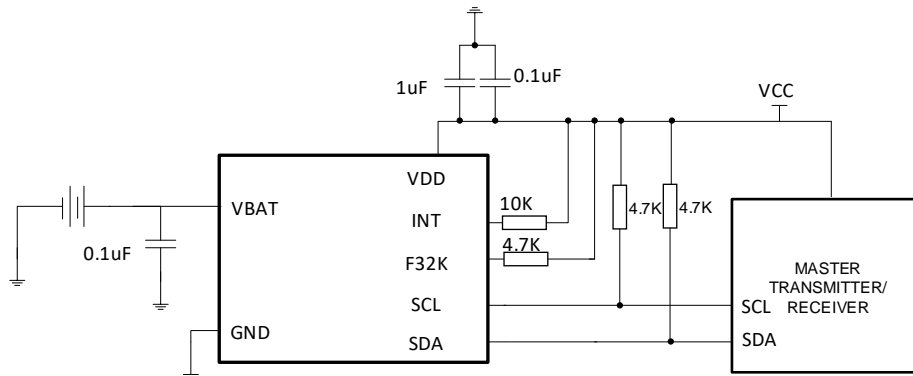 1uF
0.1uF
VCC
VDD
VBAT
INT
10K
4.7K
4.7K
0.1uF
F32K
4.7K
MASTER
TRANSMITTER/
RECEIVER
SCL
SCL
GND
SDA
SDA